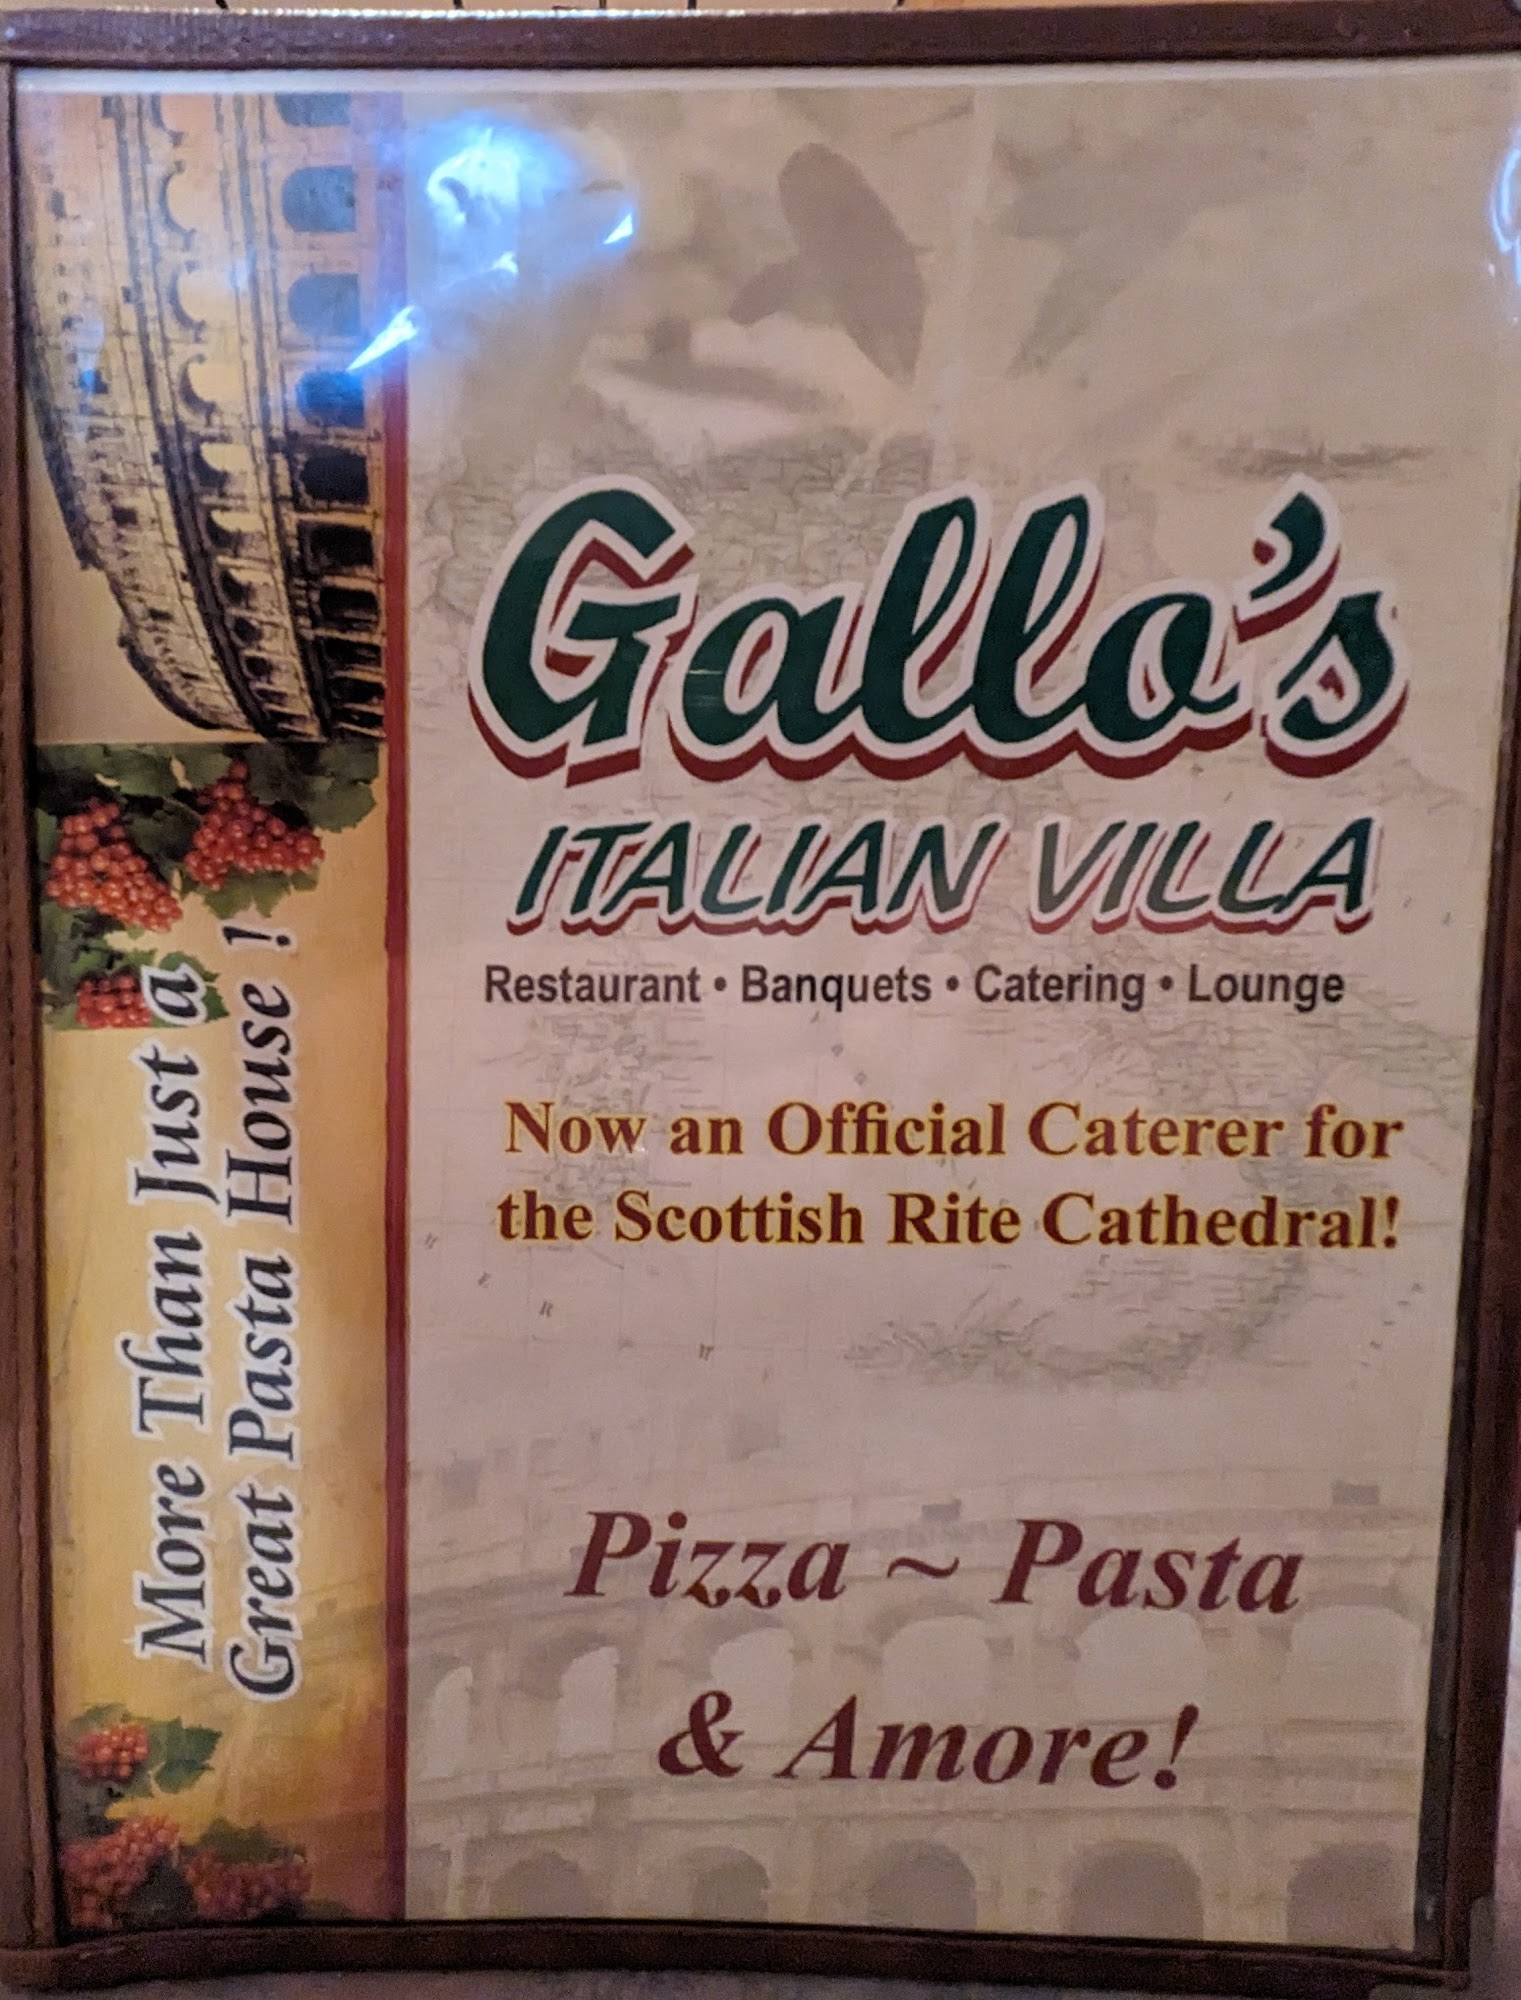 Gallo's
ITALIAN VILLA
Restaurant • Banquets • Catering • Lounge
Now an Official Caterer for
the Scottish Rite Cathedral!
Pizza ~ Pasta
& Amore!
More Than Just a
Great Pasta House !